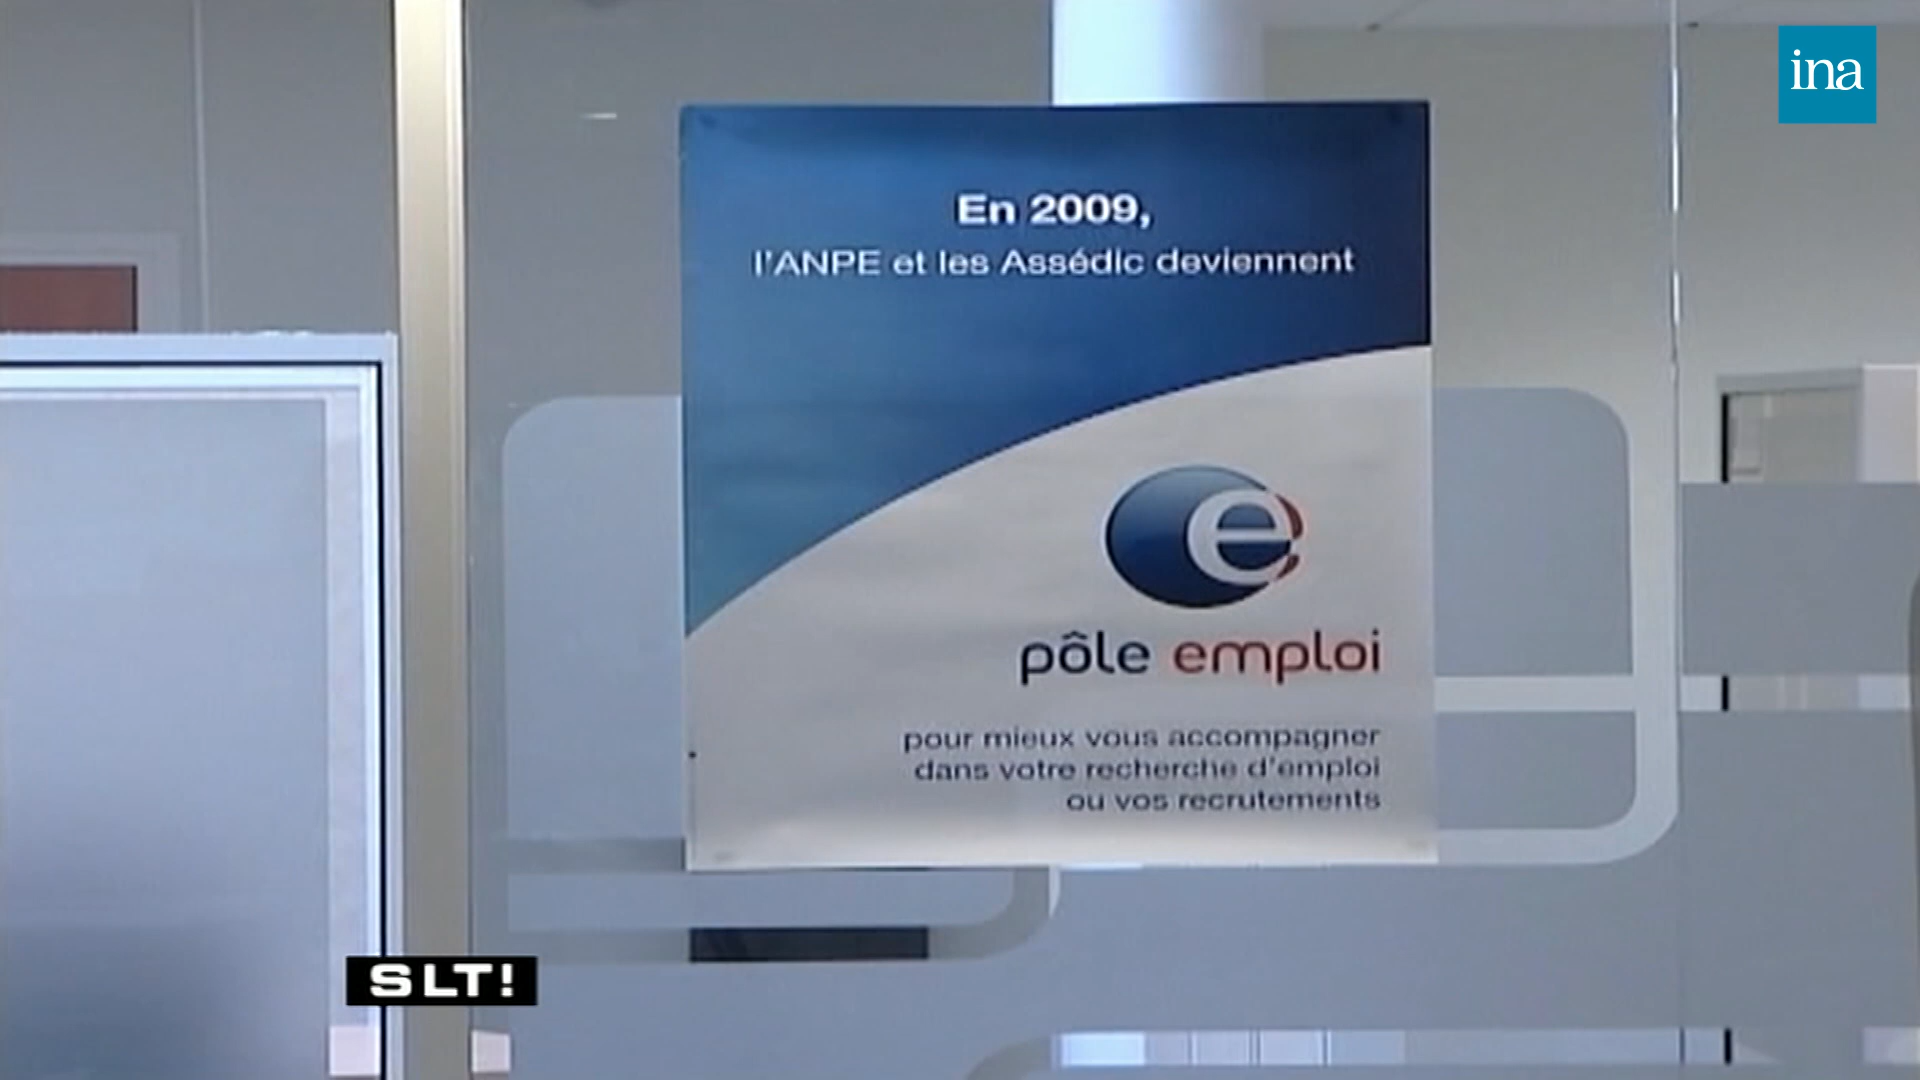 ina
En 2009,
l'ANPE et les Assédic deviennent
e
pôle emploi
pour mieux vous accompagner
dans votre recherche d'emploi
ou vos recrutements
SLT!